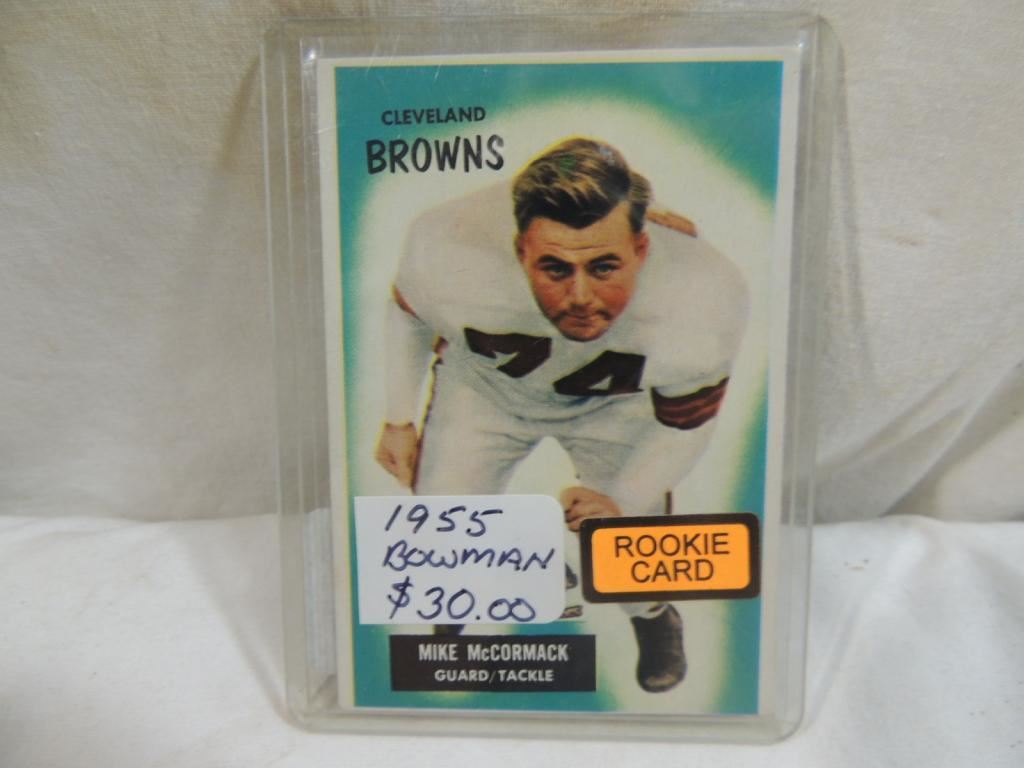 CLEVELAND
BROWNS
74
1955
BOWMAN
$30.00
ROOKIE
CARD
MIKE McCORMACK
GUARD/TACKLE